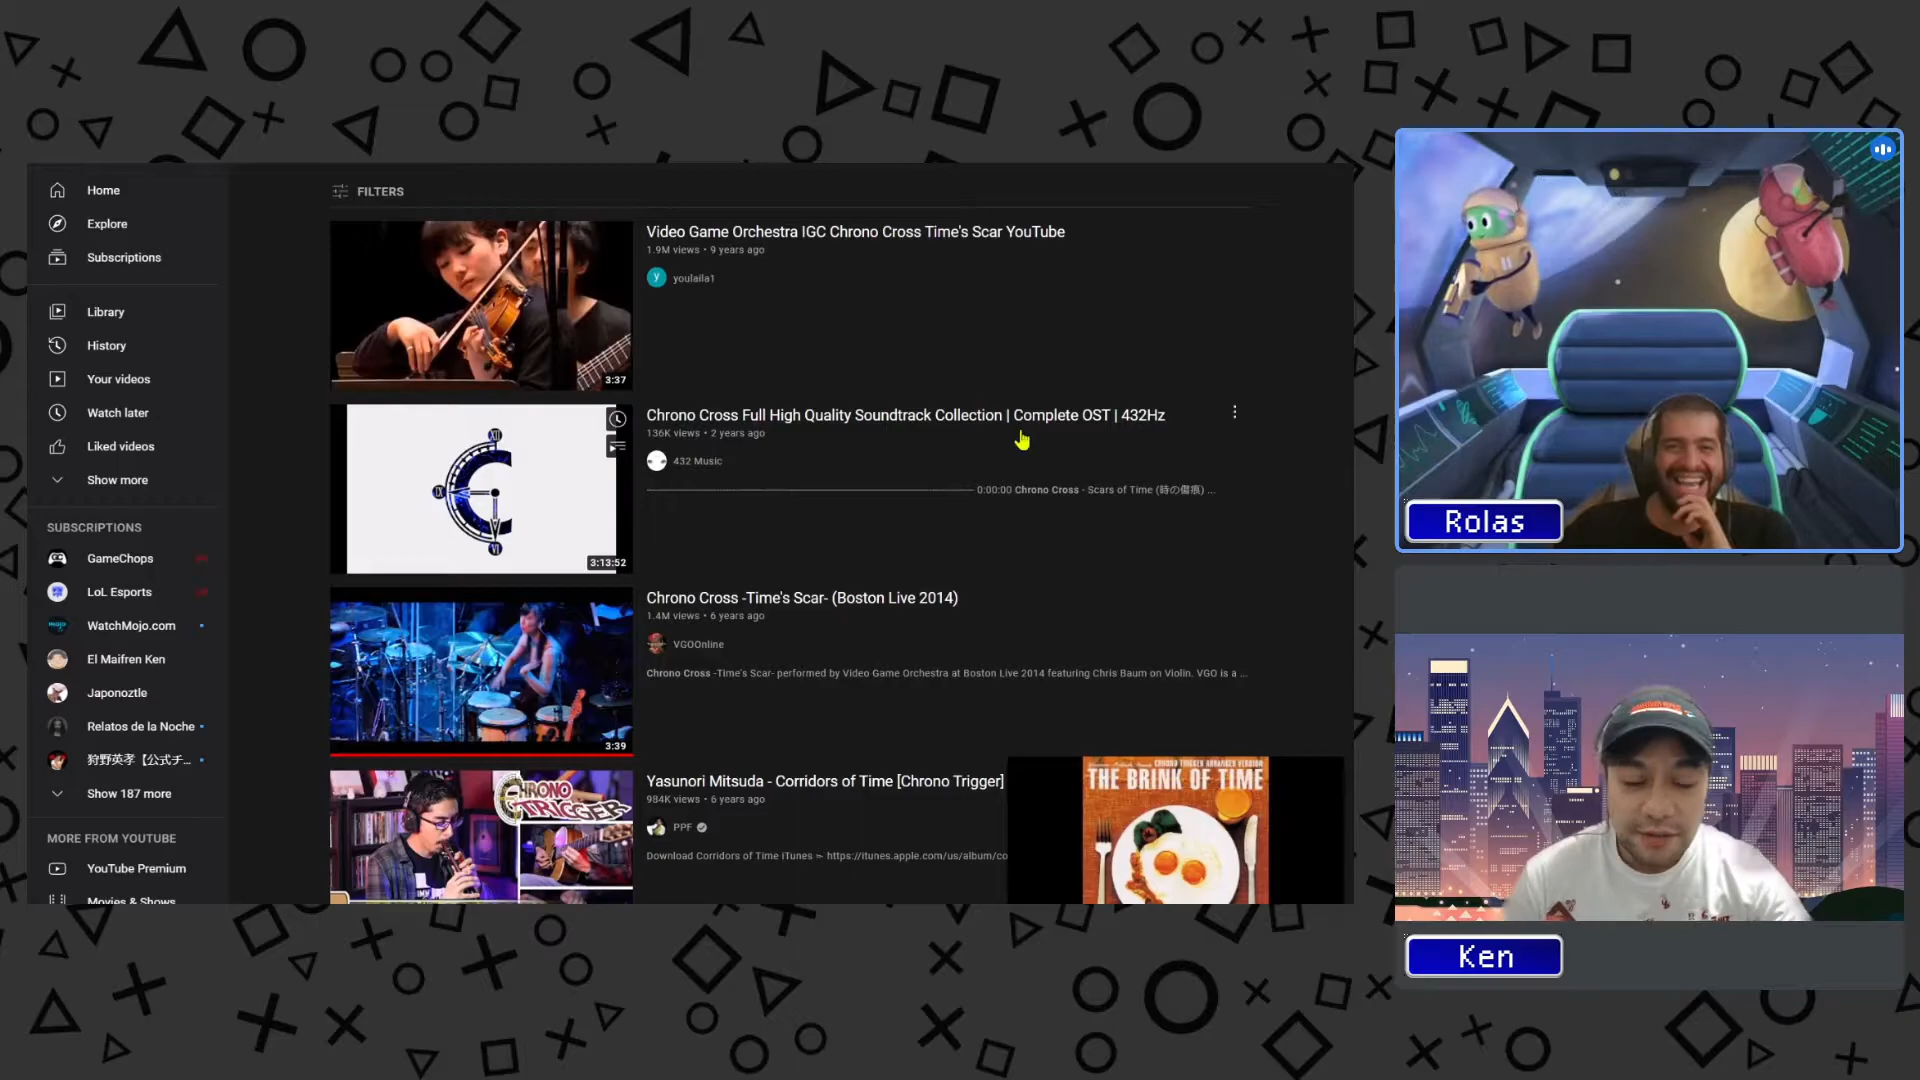 Home
Explore
Subscriptions
Library
History
Your videos
Watch later
Liked videos
Show more
SUBSCRIPTIONS
GameChops
LoL Esports
WatchMojo.com
El Maifren Ken
Japonoztle
Relatos de la Noche
狩野英孝【公式チ...
Show 187 more
MORE FROM YOUTUBE
YouTube Premium
Movies & Shows
FILTERS
Video Game Orchestra IGC Chrono Cross Time's Scar YouTube
1.9M views • 9 years ago
y
youlaila1
3:37
Chrono Cross Full High Quality Soundtrack Collection | Complete OST | 432Hz
136K views • 2 years ago
432 Music
0:00:00 Chrono Cross - Scars of Time (時の傷痕) ...
XII
IX
VI
3:13:52
Chrono Cross -Time's Scar- (Boston Live 2014)
1.4M views • 6 years ago
VGOOnline
Chrono Cross -Time's Scar- performed by Video Game Orchestra at Boston Live 2014 featuring Chris Baum on Violin. VGO is a ...
3:39
Yasunori Mitsuda - Corridors of Time [Chrono Trigger]
984K views • 6 years ago
PPF
Download Corridors of Time iTunes ➣ https://itunes.apple.com/us/album/co
CHRONO
TRIGGER
CHRONO TRIGGER ARRANGED VERSION
THE BRINK OF TIME
Rolas
Ken